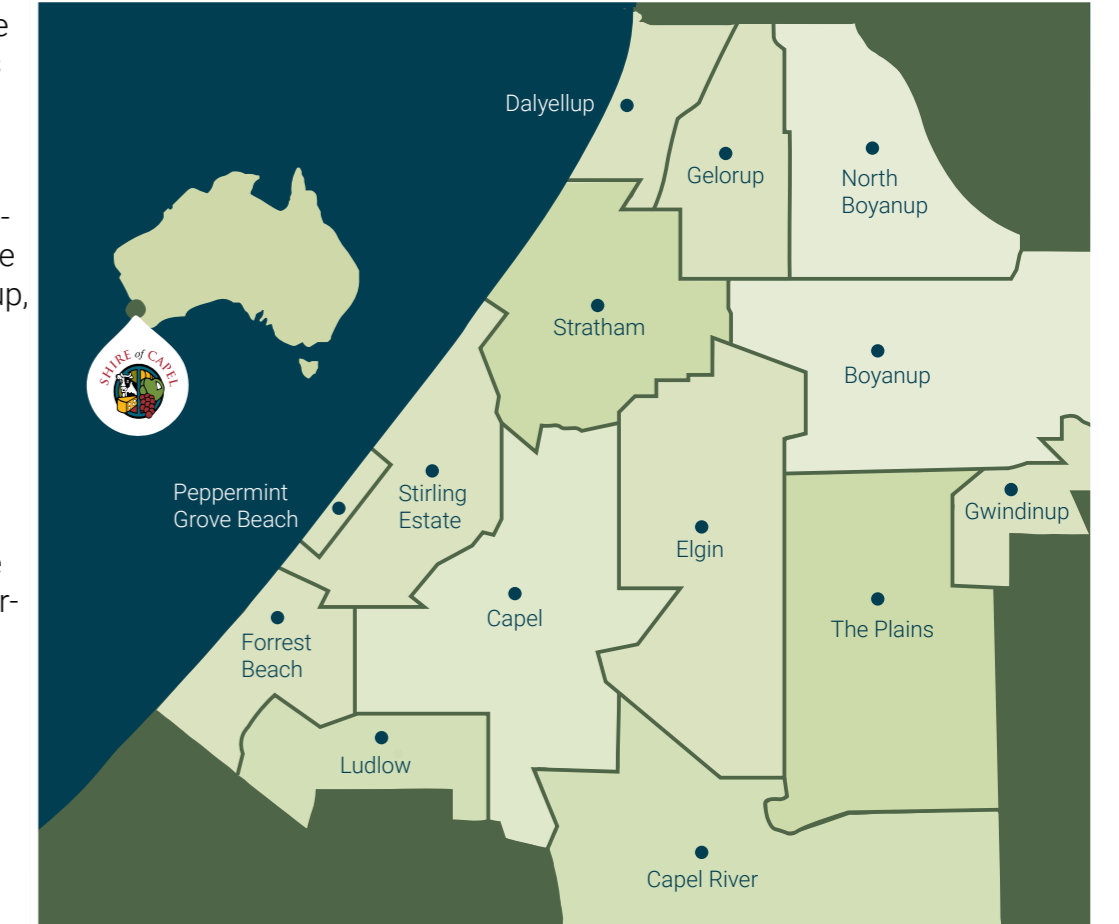 e
-
e
up,
e
r-
Dalyellup
Gelorup
North
Boyanup
Stratham
Boyanup
SHIRE of CAPEL
Peppermint
Grove Beach
Stirling
Estate
Gwindinup
Elgin
Capel
The Plains
Forrest
Beach
Ludlow
Capel River